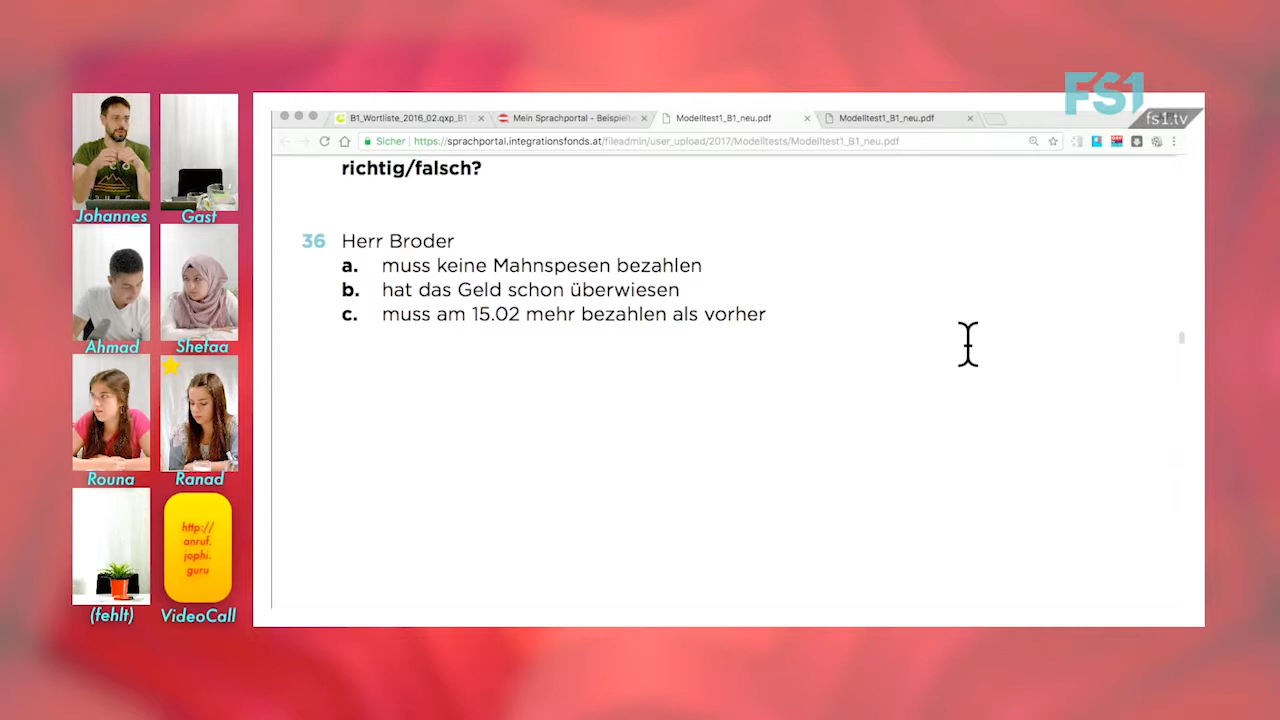 FS1
fs1.tv
B1_Wortliste_2016_02.qxp_B1
Mein Sprachportal - Beispielte
Modelltest1_B1_neu.pdf
Modelltest1_B1_neu.pdf
Sicher
https://sprachportal.integrationsfonds.at/fileadmin/user_upload/2017/Modelltests/Modelltest1_B1_neu.pdf
richtig/falsch?
36 Herr Broder
a. muss keine Mahnspesen bezahlen
b. hat das Geld schon überwiesen
c. muss am 15.02 mehr bezahlen als vorher
Johannes
Gast
Ahmad
Shefaa
Rouna
Ranad
http://
anruf.
jophi.
guru
(fehlt)
VideoCall